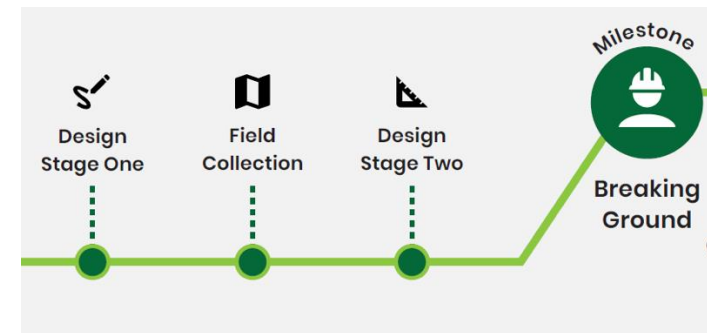 Design
Stage One
Field
Collection
Design
Stage Two
Milestone
Breaking
Ground